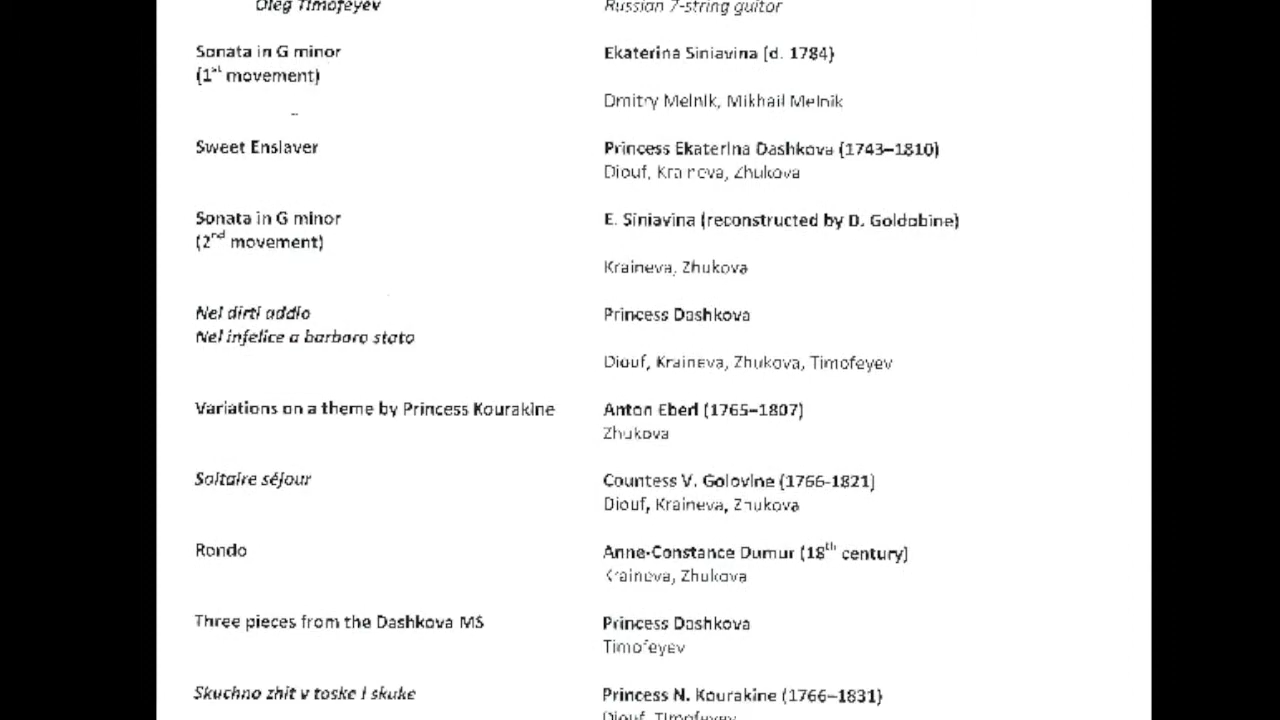 Oleg Timofeyev Russian 7-string guitar
Sonata in G minor Ekaterina Siniavina (d. 1784)
(1st movement)
Dmitry Melnik, Mikhail Melnik
Sweet Enslaver Princess Ekaterina Dashkova (1743–1810)
Diouf, Kraineva, Zhukova
Sonata in G minor E. Siniavina (reconstructed by D. Goldobine)
(2nd movement)
Kraineva, Zhukova
Nel dirti addio Princess Dashkova
Nel infelice a barbaro stato
Diouf, Kraineva, Zhukova, Timofeyev
Variations on a theme by Princess Kourakine Anton Eberl (1765–1807)
Zhukova
Solitaire séjour Countess V. Golovine (1766-1821)
Diouf, Kraineva, Zhukova
Rondo Anne-Constance Dumur (18th century)
Kraineva, Zhukova
Three pieces from the Dashkova MS Princess Dashkova
Timofeyev
Skuchno zhit v toske i skuke Princess N. Kourakine (1766–1831)
Diouf, Timofeyev